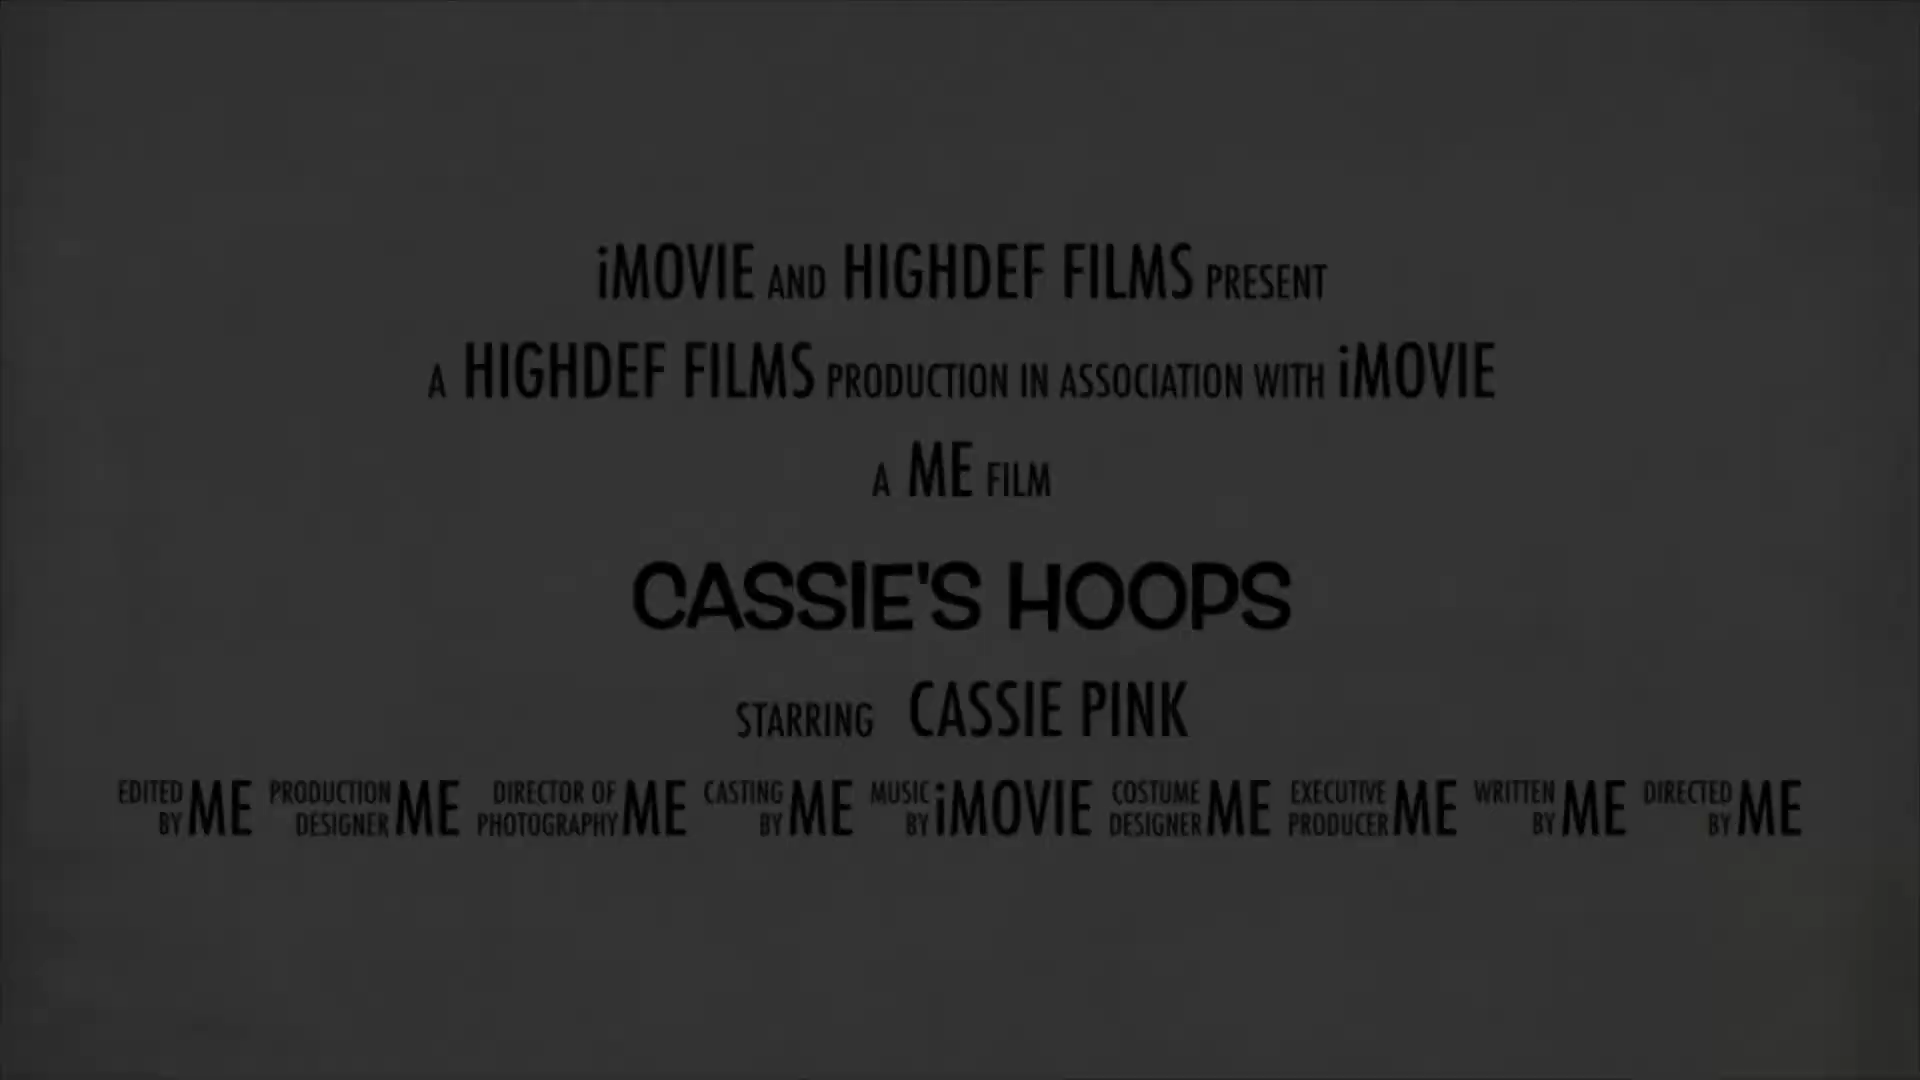 iMOVIE AND HIGHDEF FILMS PRESENT
A HIGHDEF FILMS PRODUCTION IN ASSOCIATION WITH iMOVIE
A ME FILM
CASSIE'S HOOPS
STARRING CASSIE PINK
EDITED BY ME PRODUCTION DESIGNER ME DIRECTOR OF PHOTOGRAPHY ME CASTING BY ME MUSIC BY iMOVIE COSTUME DESIGNER ME EXECUTIVE PRODUCER ME WRITTEN BY ME DIRECTED BY ME